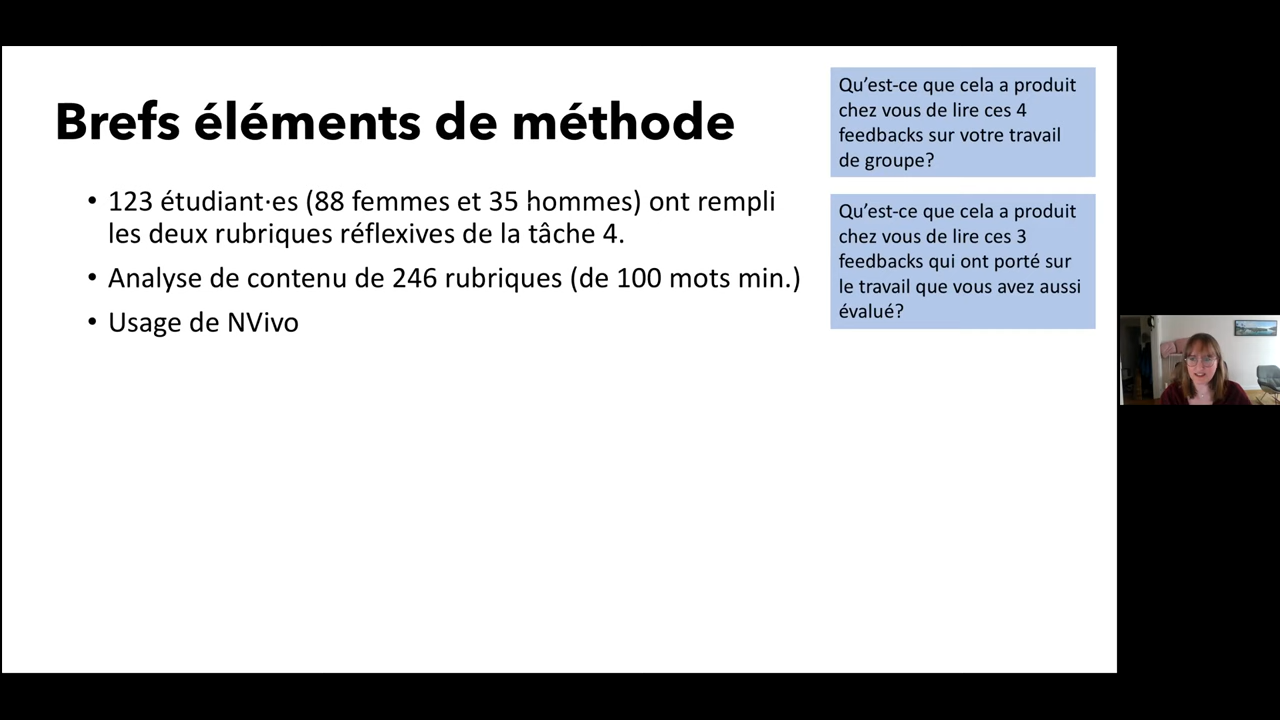 Brefs éléments de méthode
• 123 étudiant·es (88 femmes et 35 hommes) ont rempli
les deux rubriques réflexives de la tâche 4.
• Analyse de contenu de 246 rubriques (de 100 mots min.)
• Usage de NVivo
Qu’est-ce que cela a produit
chez vous de lire ces 4
feedbacks sur votre travail
de groupe?
Qu’est-ce que cela a produit
chez vous de lire ces 3
feedbacks qui ont porté sur
le travail que vous avez aussi
évalué?